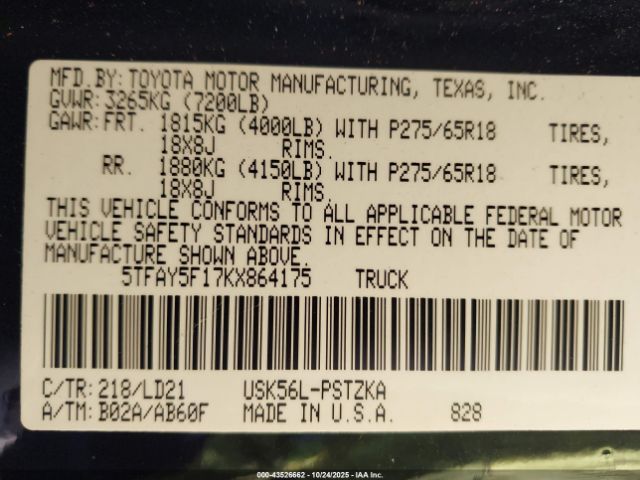 MFD.BY:TOYOTA MOTOR MANUFACTURING, TEXAS, INC.
GVWR:3265KG (7200LB)
GAWR:FRT. 1815KG (4000LB) WITH P275/65R18 TIRES,
18X8J RIMS.
RR. 1880KG (4150LB) WITH P275/65R18 TIRES,
18X8J RIMS.
THIS VEHICLE CONFORMS TO ALL APPLICABLE FEDERAL MOTOR
VEHICLE SAFETY STANDARDS IN EFFECT ON THE DATE OF
MANUFACTURE SHOWN ABOVE.
5TFAY5F17KX864175 TRUCK
C/TR:218/LD21 USK56L-PSTZKA
A/TM:B02A/AB60F MADE IN U.S.A. 828
000-43526662 • 10/24/2025 • IAA Inc.